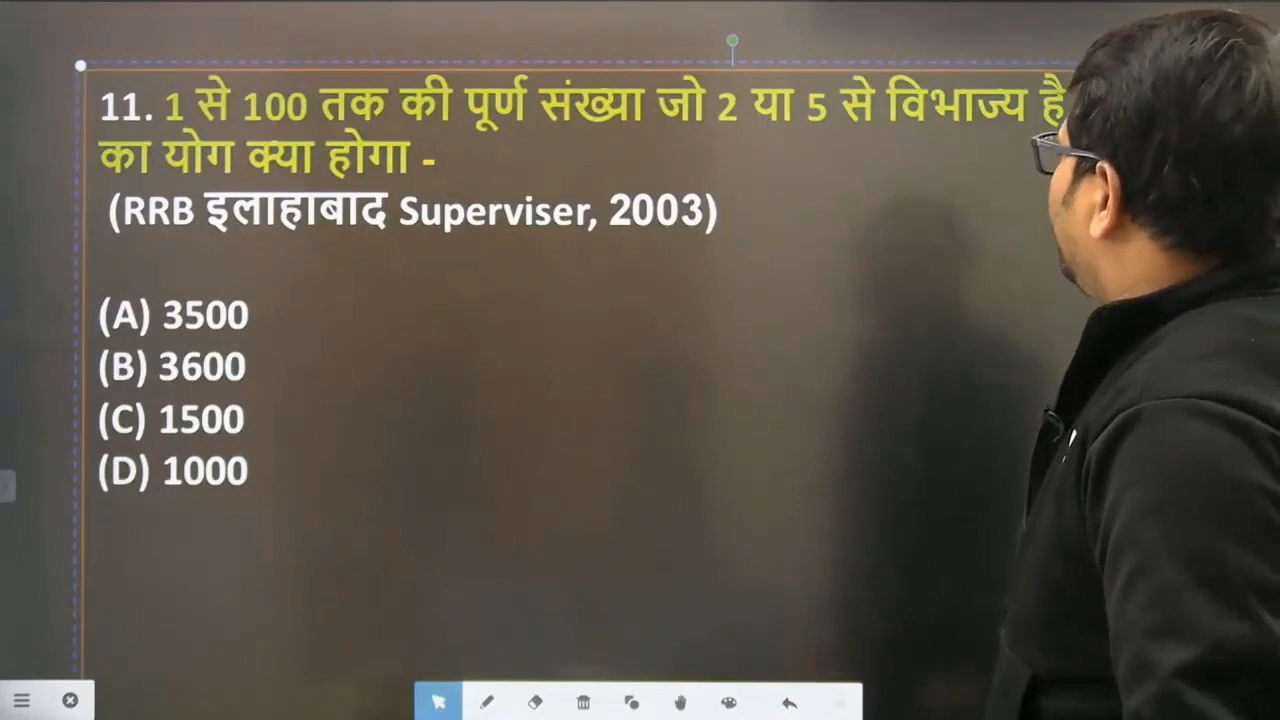 11. 1 से 100 तक की पूर्ण संख्या जो 2 या 5 से विभाज्य है
का योग क्या होगा -
(RRB इलाहाबाद Superviser, 2003)
(A) 3500
(B) 3600
(C) 1500
(D) 1000